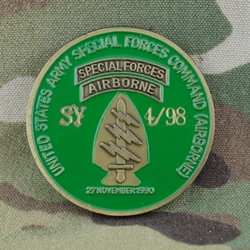 UNITED STATES ARMY SPECIAL FORCES COMMAND (AIRBORNE)
SPECIAL FORCES
AIRBORNE
SY 4/98
27 NOVEMBER 1990